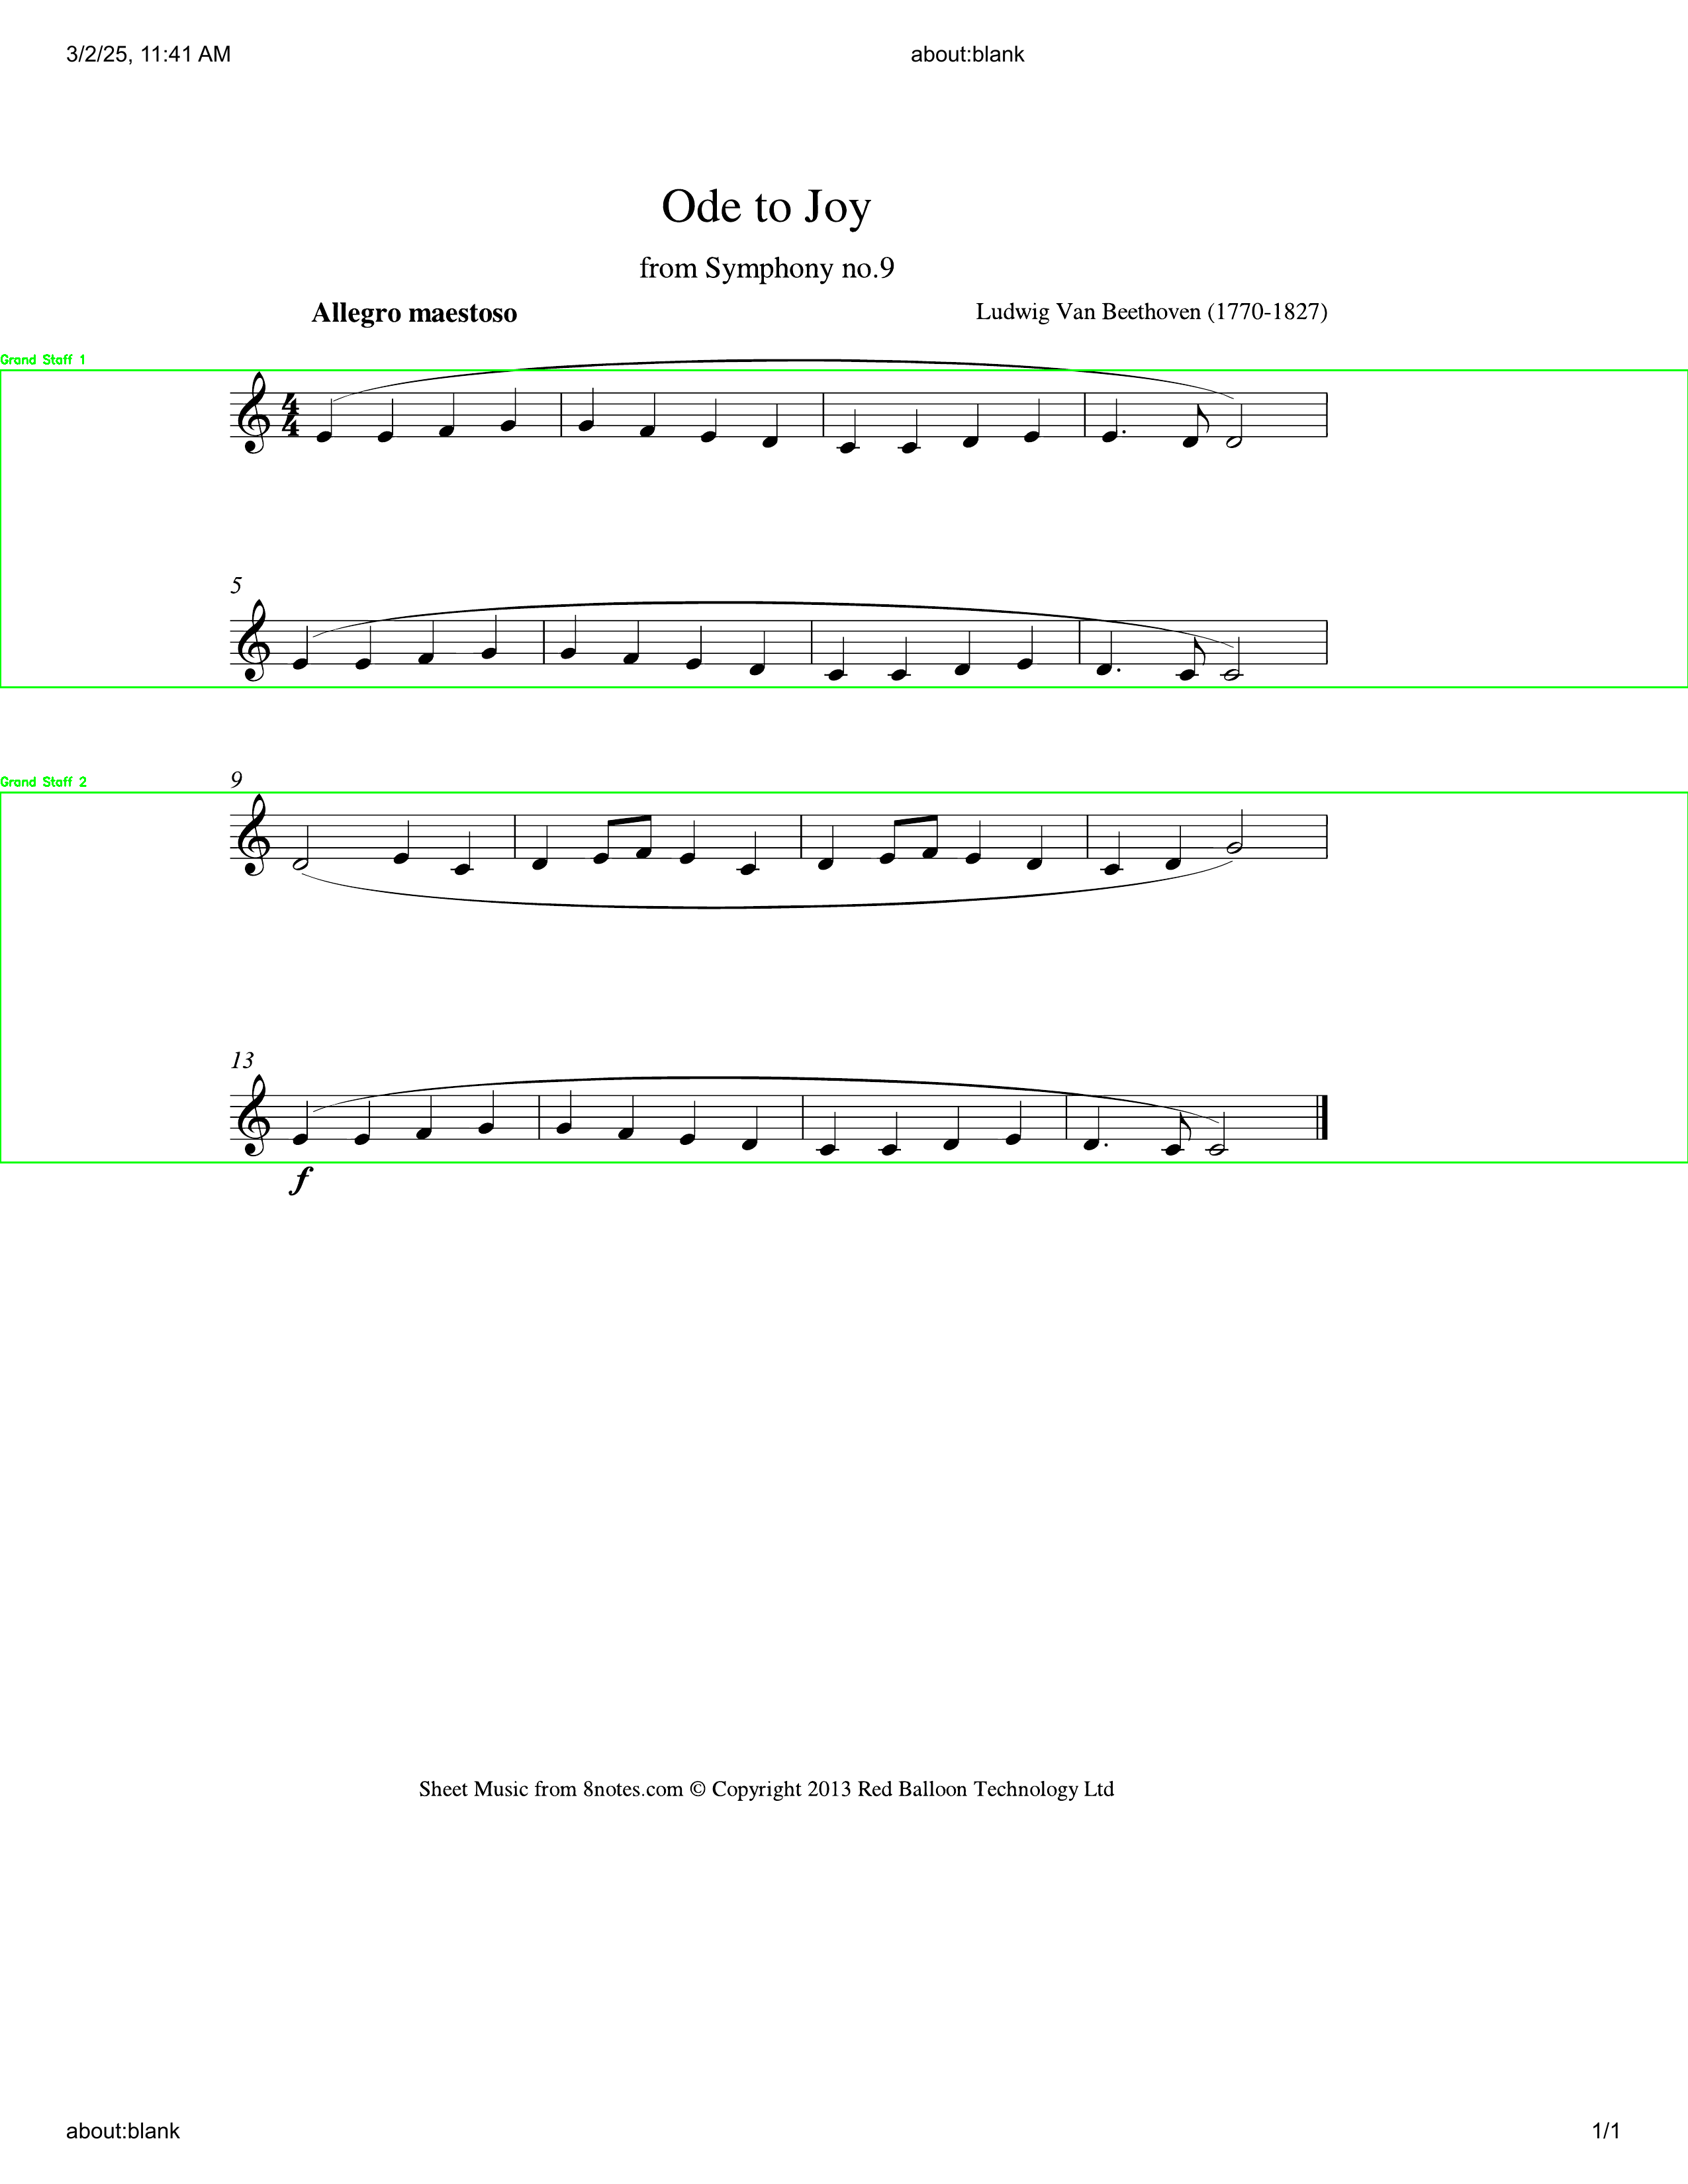 3/2/25, 11:41 AM about:blank
Ode to Joy
from Symphony no.9
Allegro maestoso Ludwig Van Beethoven (1770-1827)
Grand Staff 1
4
4
5
Grand Staff 2
9
13
f
Sheet Music from 8notes.com © Copyright 2013 Red Balloon Technology Ltd
about:blank 1/1